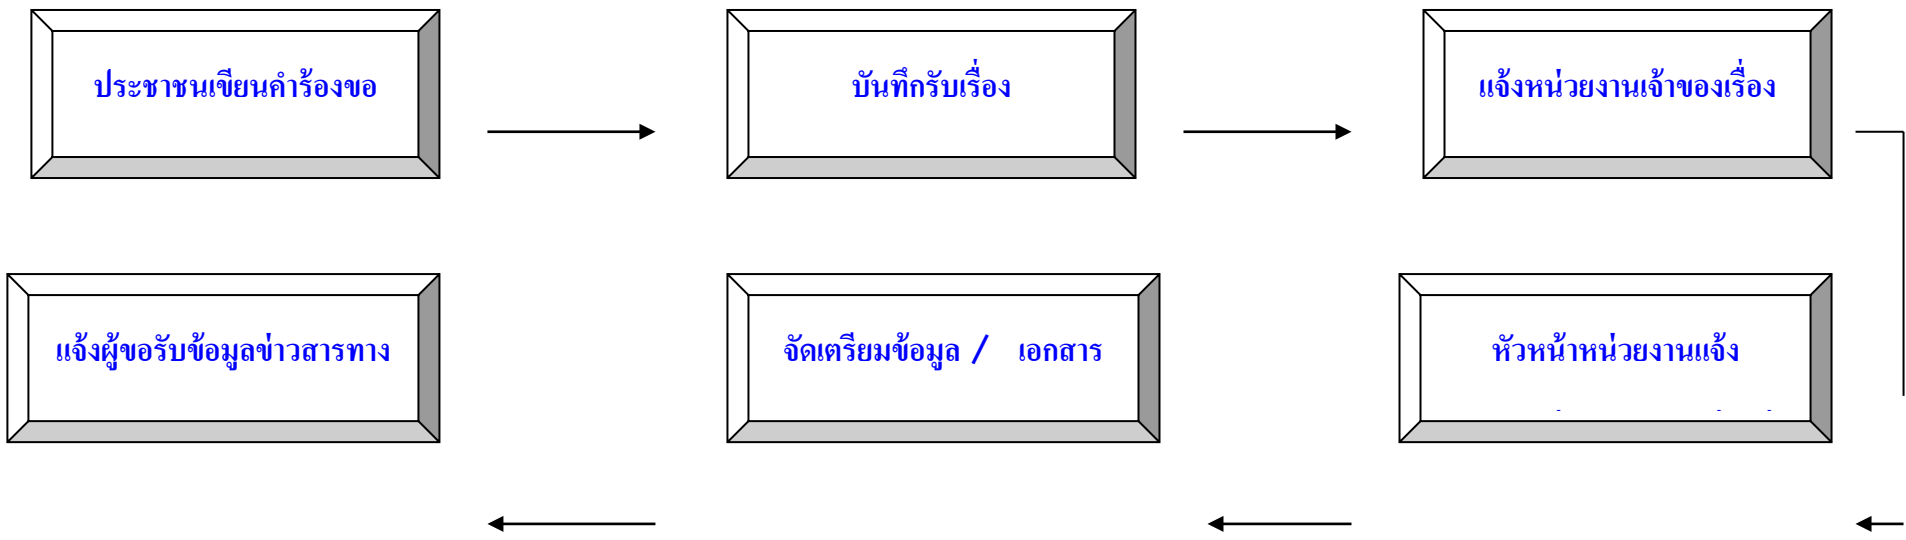 ประชาชนเขียนคำร้องขอ
บันทึกรับเรื่อง
แจ้งหน่วยงานเจ้าของเรื่อง
แจ้งผู้ขอรับข้อมูลข่าวสารทาง
จัดเตรียมข้อมูล / เอกสาร
หัวหน้าหน่วยงานแจ้ง